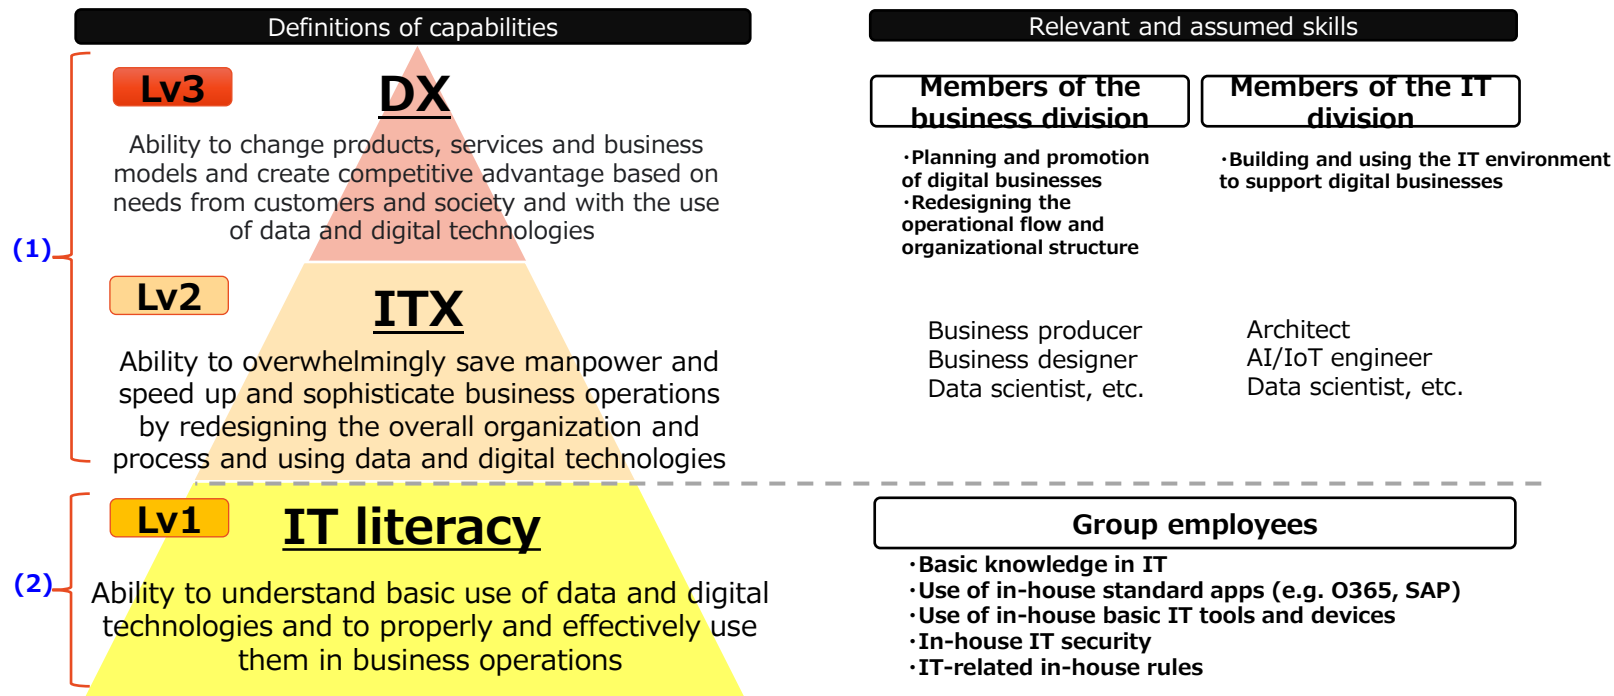 Definitions of capabilities
Lv3
DX
Ability to change products, services and business
models and create competitive advantage based on
needs from customers and society and with the use
of data and digital technologies
(1)
Lv2
ITX
Ability to overwhelmingly save manpower and
speed up and sophisticate business operations
by redesigning the overall organization and
process and using data and digital technologies
Lv1
IT literacy
(2)
Ability to understand basic use of data and digital
technologies and to properly and effectively use
them in business operations
Relevant and assumed skills
Members of the
business division
・Planning and promotion
of digital businesses
・Redesigning the
operational flow and
organizational structure
Business producer
Business designer
Data scientist, etc.
Members of the IT
division
・Building and using the IT environment
to support digital businesses
Architect
AI/IoT engineer
Data scientist, etc.
Group employees
・Basic knowledge in IT
・Use of in-house standard apps (e.g. O365, SAP)
・Use of in-house basic IT tools and devices
・In-house IT security
・IT-related in-house rules